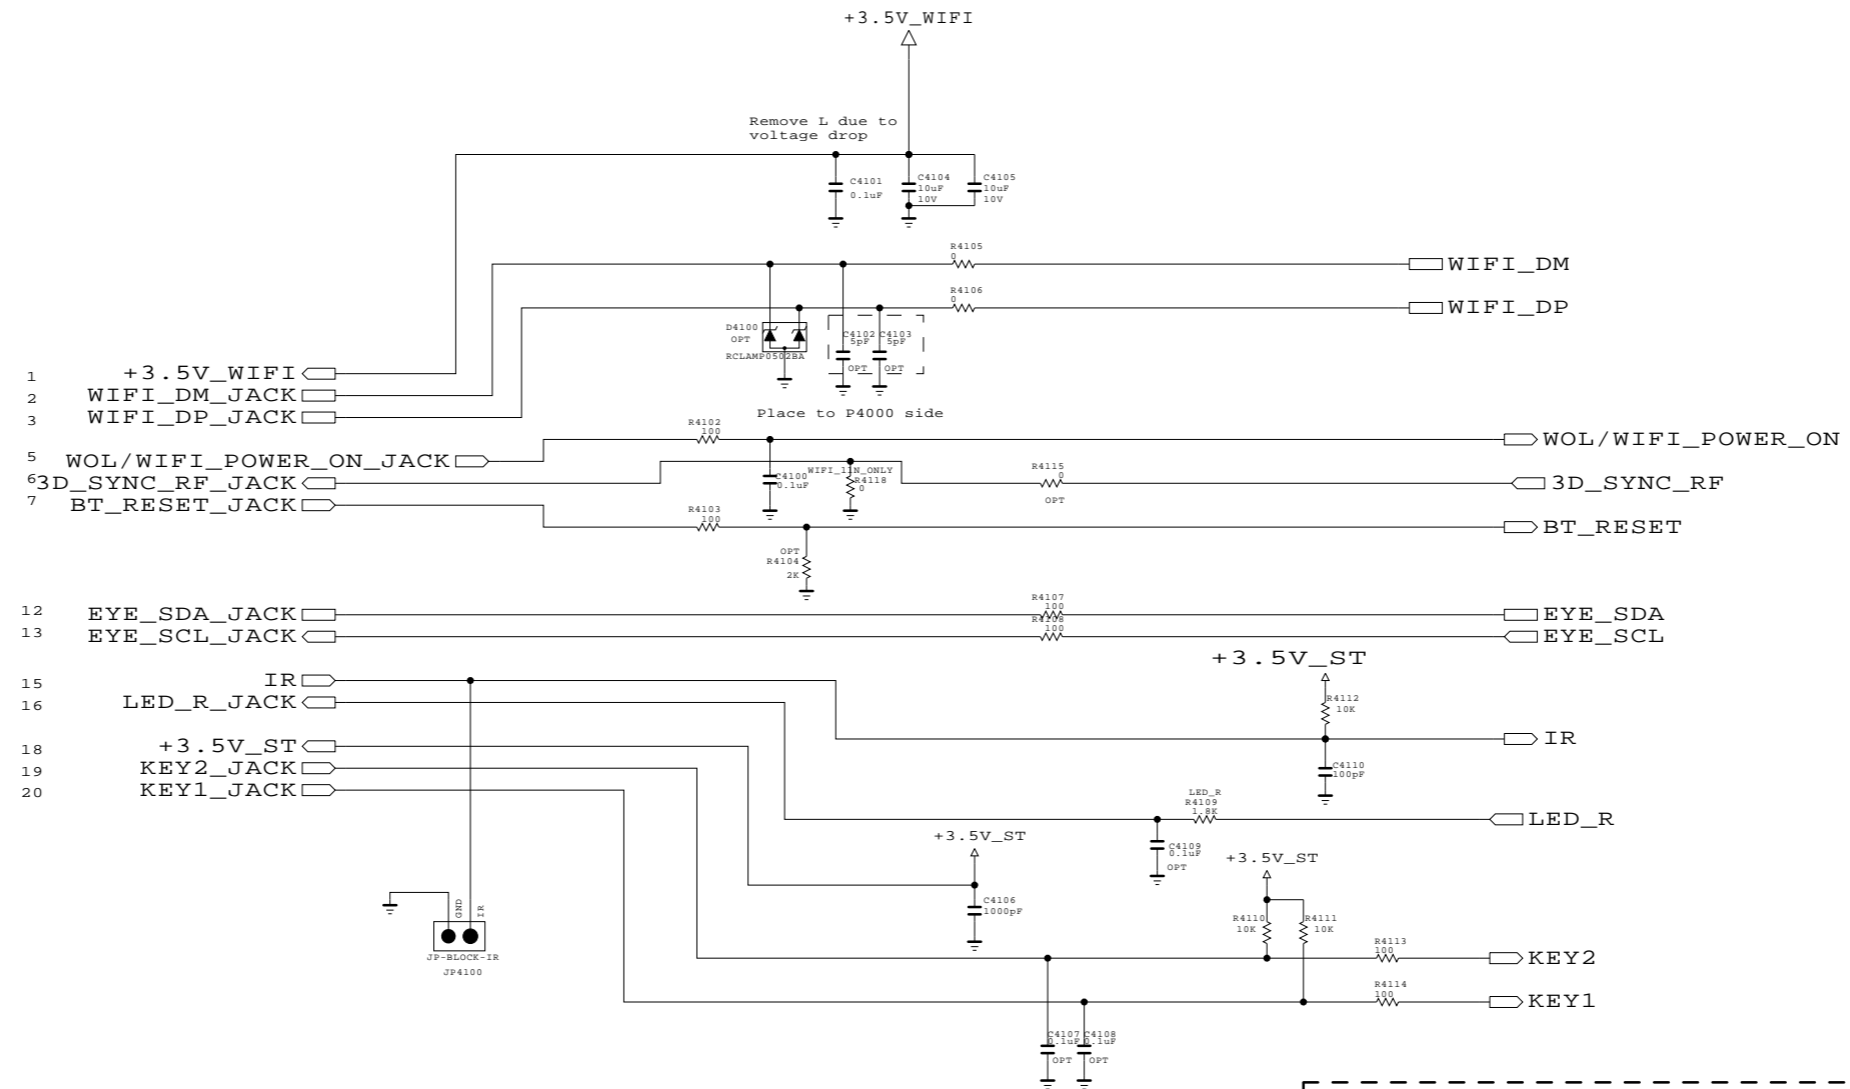 +3.5V_WIFI
Remove L due to
voltage drop
C4101
0.1uF
C4104
10uF
10V
C4105
10uF
10V
R4105
0
WIFI_DM
R4106
0
WIFI_DP
D4100
OPT
RCLAMP0502BA
C4102
5pF
OPT
C4103
5pF
OPT
1 +3.5V_WIFI
2 WIFI_DM_JACK
3 WIFI_DP_JACK
Place to P4000 side
R4102
100
WOL/WIFI_POWER_ON
5 WOL/WIFI_POWER_ON_JACK
C4100
0.1uF
WIFI_11N_ONLY
R4118
0
R4115
0
OPT
6 3D_SYNC_RF_JACK
3D_SYNC_RF
7 BT_RESET_JACK
R4103
100
BT_RESET
OPT
R4104
2K
12 EYE_SDA_JACK
R4107
100
EYE_SDA
13 EYE_SCL_JACK
R4108
100
EYE_SCL
+3.5V_ST
R4112
10K
15 IR
16 LED_R_JACK
IR
C4110
100pF
18 +3.5V_ST
19 KEY2_JACK
20 KEY1_JACK
LED_R
R4109
1.8K
LED_R
C4109
0.1uF
OPT
+3.5V_ST
C4106
1000pF
+3.5V_ST
R4110
10K
R4111
10K
GND
IR
JP-BLOCK-IR
JP4100
R4113
100
KEY2
R4114
100
KEY1
C4107
0.1uF
OPT
C4108
0.1uF
OPT